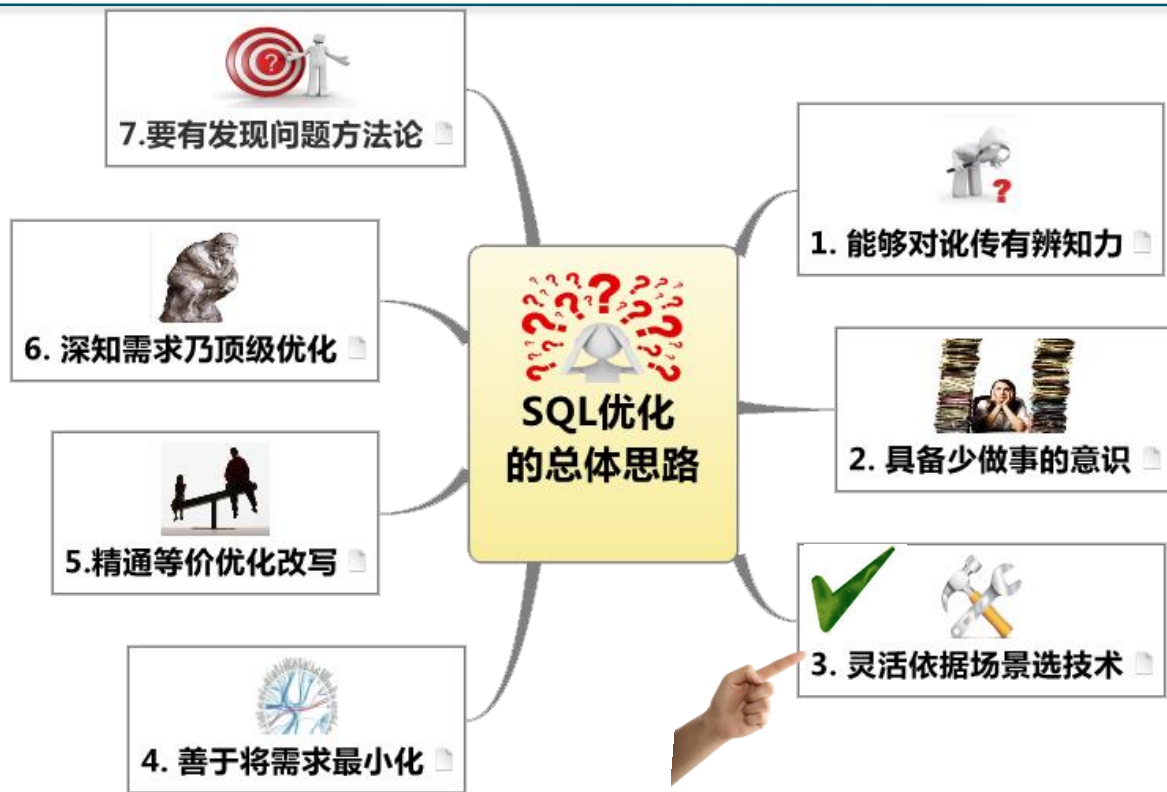 SQL优化
的总体思路
1. 能够对讹传有辨知力
2. 具备少做事的意识
3. 灵活依据场景选技术
4. 善于将需求最小化
5.精通等价优化改写
6. 深知需求乃顶级优化
7.要有发现问题方法论